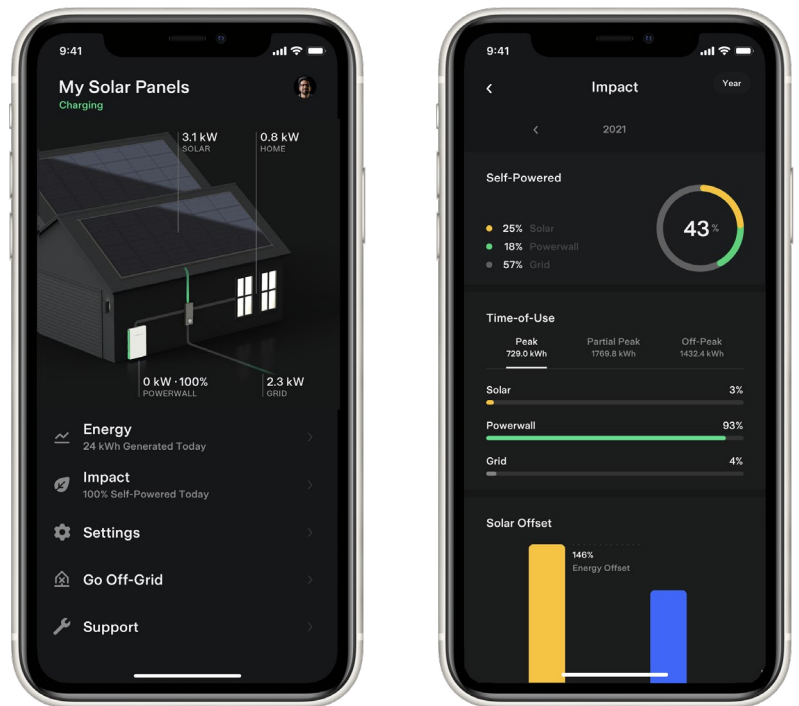 9:41
My Solar Panels
Charging
3.1 kW
SOLAR
0.8 kW
HOME
0 kW · 100%
POWERWALL
2.3 kW
GRID
Energy
24 kWh Generated Today
Impact
100% Self-Powered Today
Settings
Go Off-Grid
Support
9:41
Impact
Year
2021
Self-Powered
43%
25% Solar
18% Powerwall
57% Grid
Time-of-Use
Peak
729.0 kWh
Partial Peak
1769.8 kWh
Off-Peak
1432.4 kWh
Solar 3%
Powerwall 93%
Grid 4%
Solar Offset
146%
Energy Offset